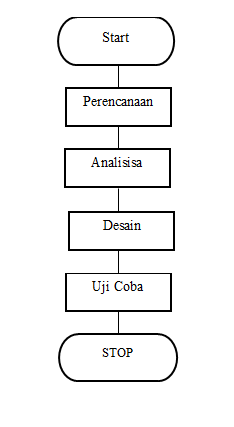 Start
Perencanaan
Analisisa
Desain
Uji Coba
STOP